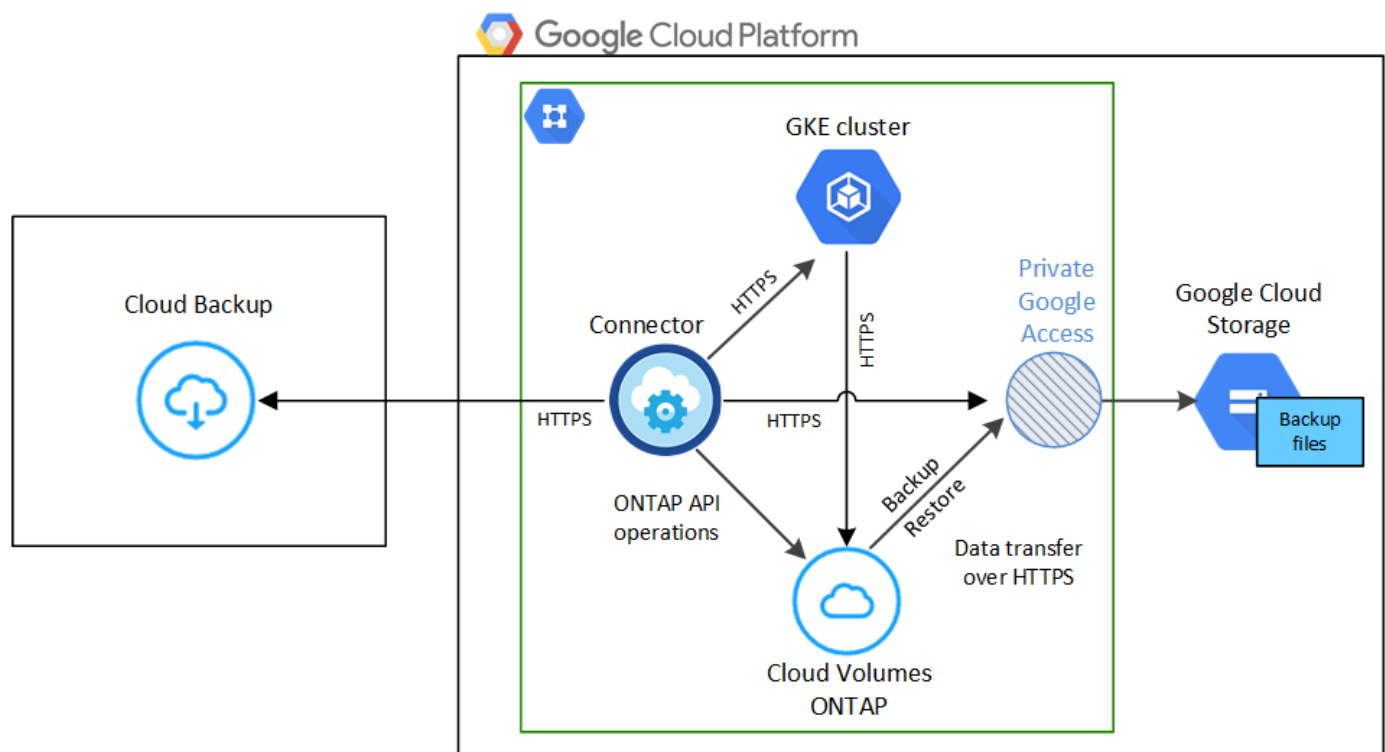 Google Cloud Platform
GKE cluster
Cloud Backup
Connector
HTTPS
HTTPS
Private
Google
Access
Google Cloud
Storage
HTTPS
HTTPS
Backup
files
ONTAP API
operations
Backup
Restore
Data transfer
over HTTPS
Cloud Volumes
ONTAP